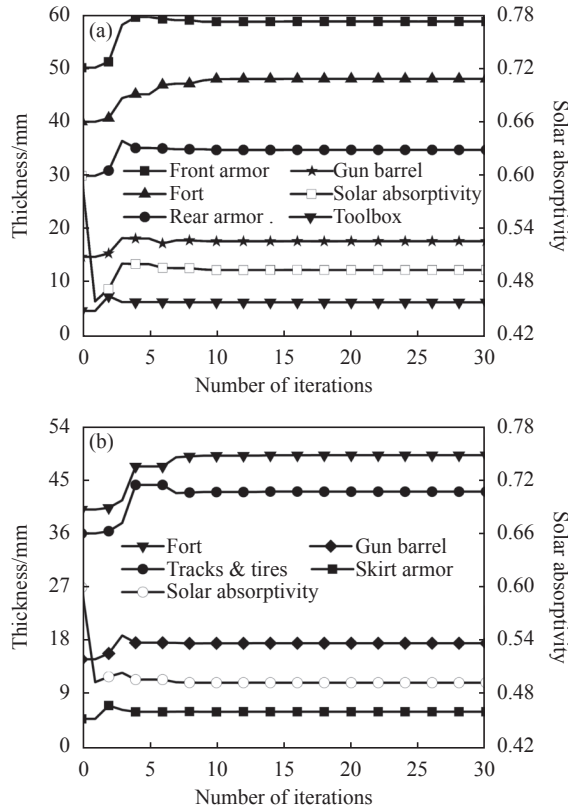 60
50
40
30
20
10
0
Thickness/mm
(a)
Front armor
Fort
Rear armor .
Gun barrel
Solar absorptivity
Toolbox
0.78
0.72
0.66
0.60
0.54
0.48
0.42
Solar absorptivity
0 5 10 15 20 25 30
Number of iterations
54
45
36
27
18
9
0
Thickness/mm
(b)
Fort
Tracks & tires
Solar absorptivity
Gun barrel
Skirt armor
0.78
0.72
0.66
0.60
0.54
0.48
0.42
Solar absorptivity
0 5 10 15 20 25 30
Number of iterations